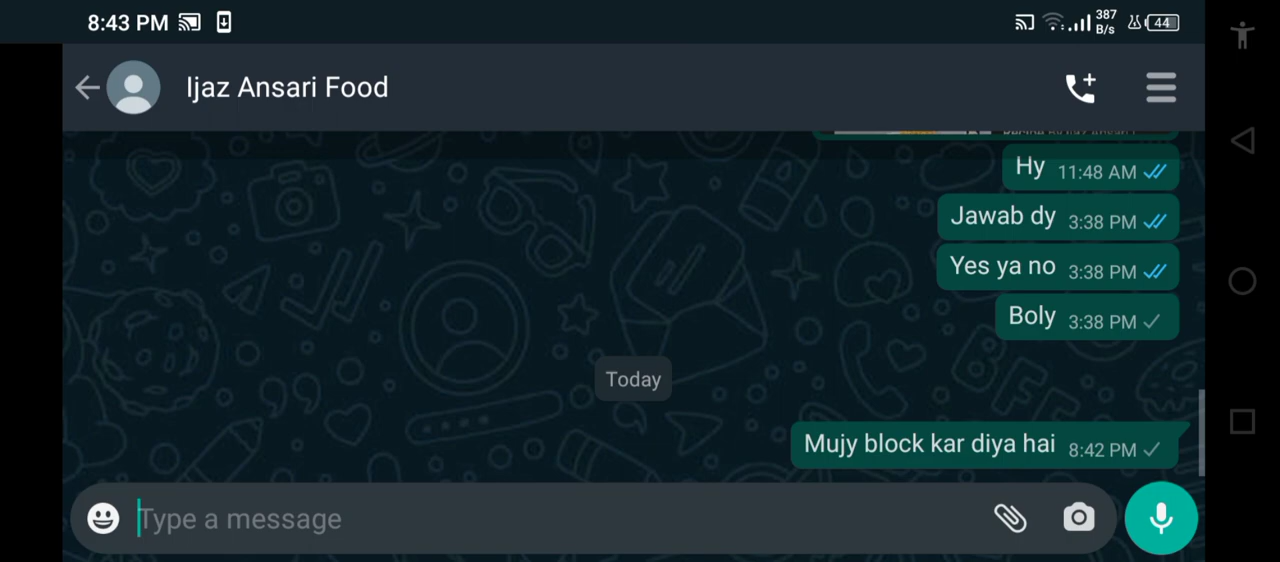 8:43 PM 387 B/s 44
Ijaz Ansari Food
Hy 11:48 AM
Jawab dy 3:38 PM
Yes ya no 3:38 PM
Boly 3:38 PM
Today
Mujy block kar diya hai 8:42 PM
Type a message